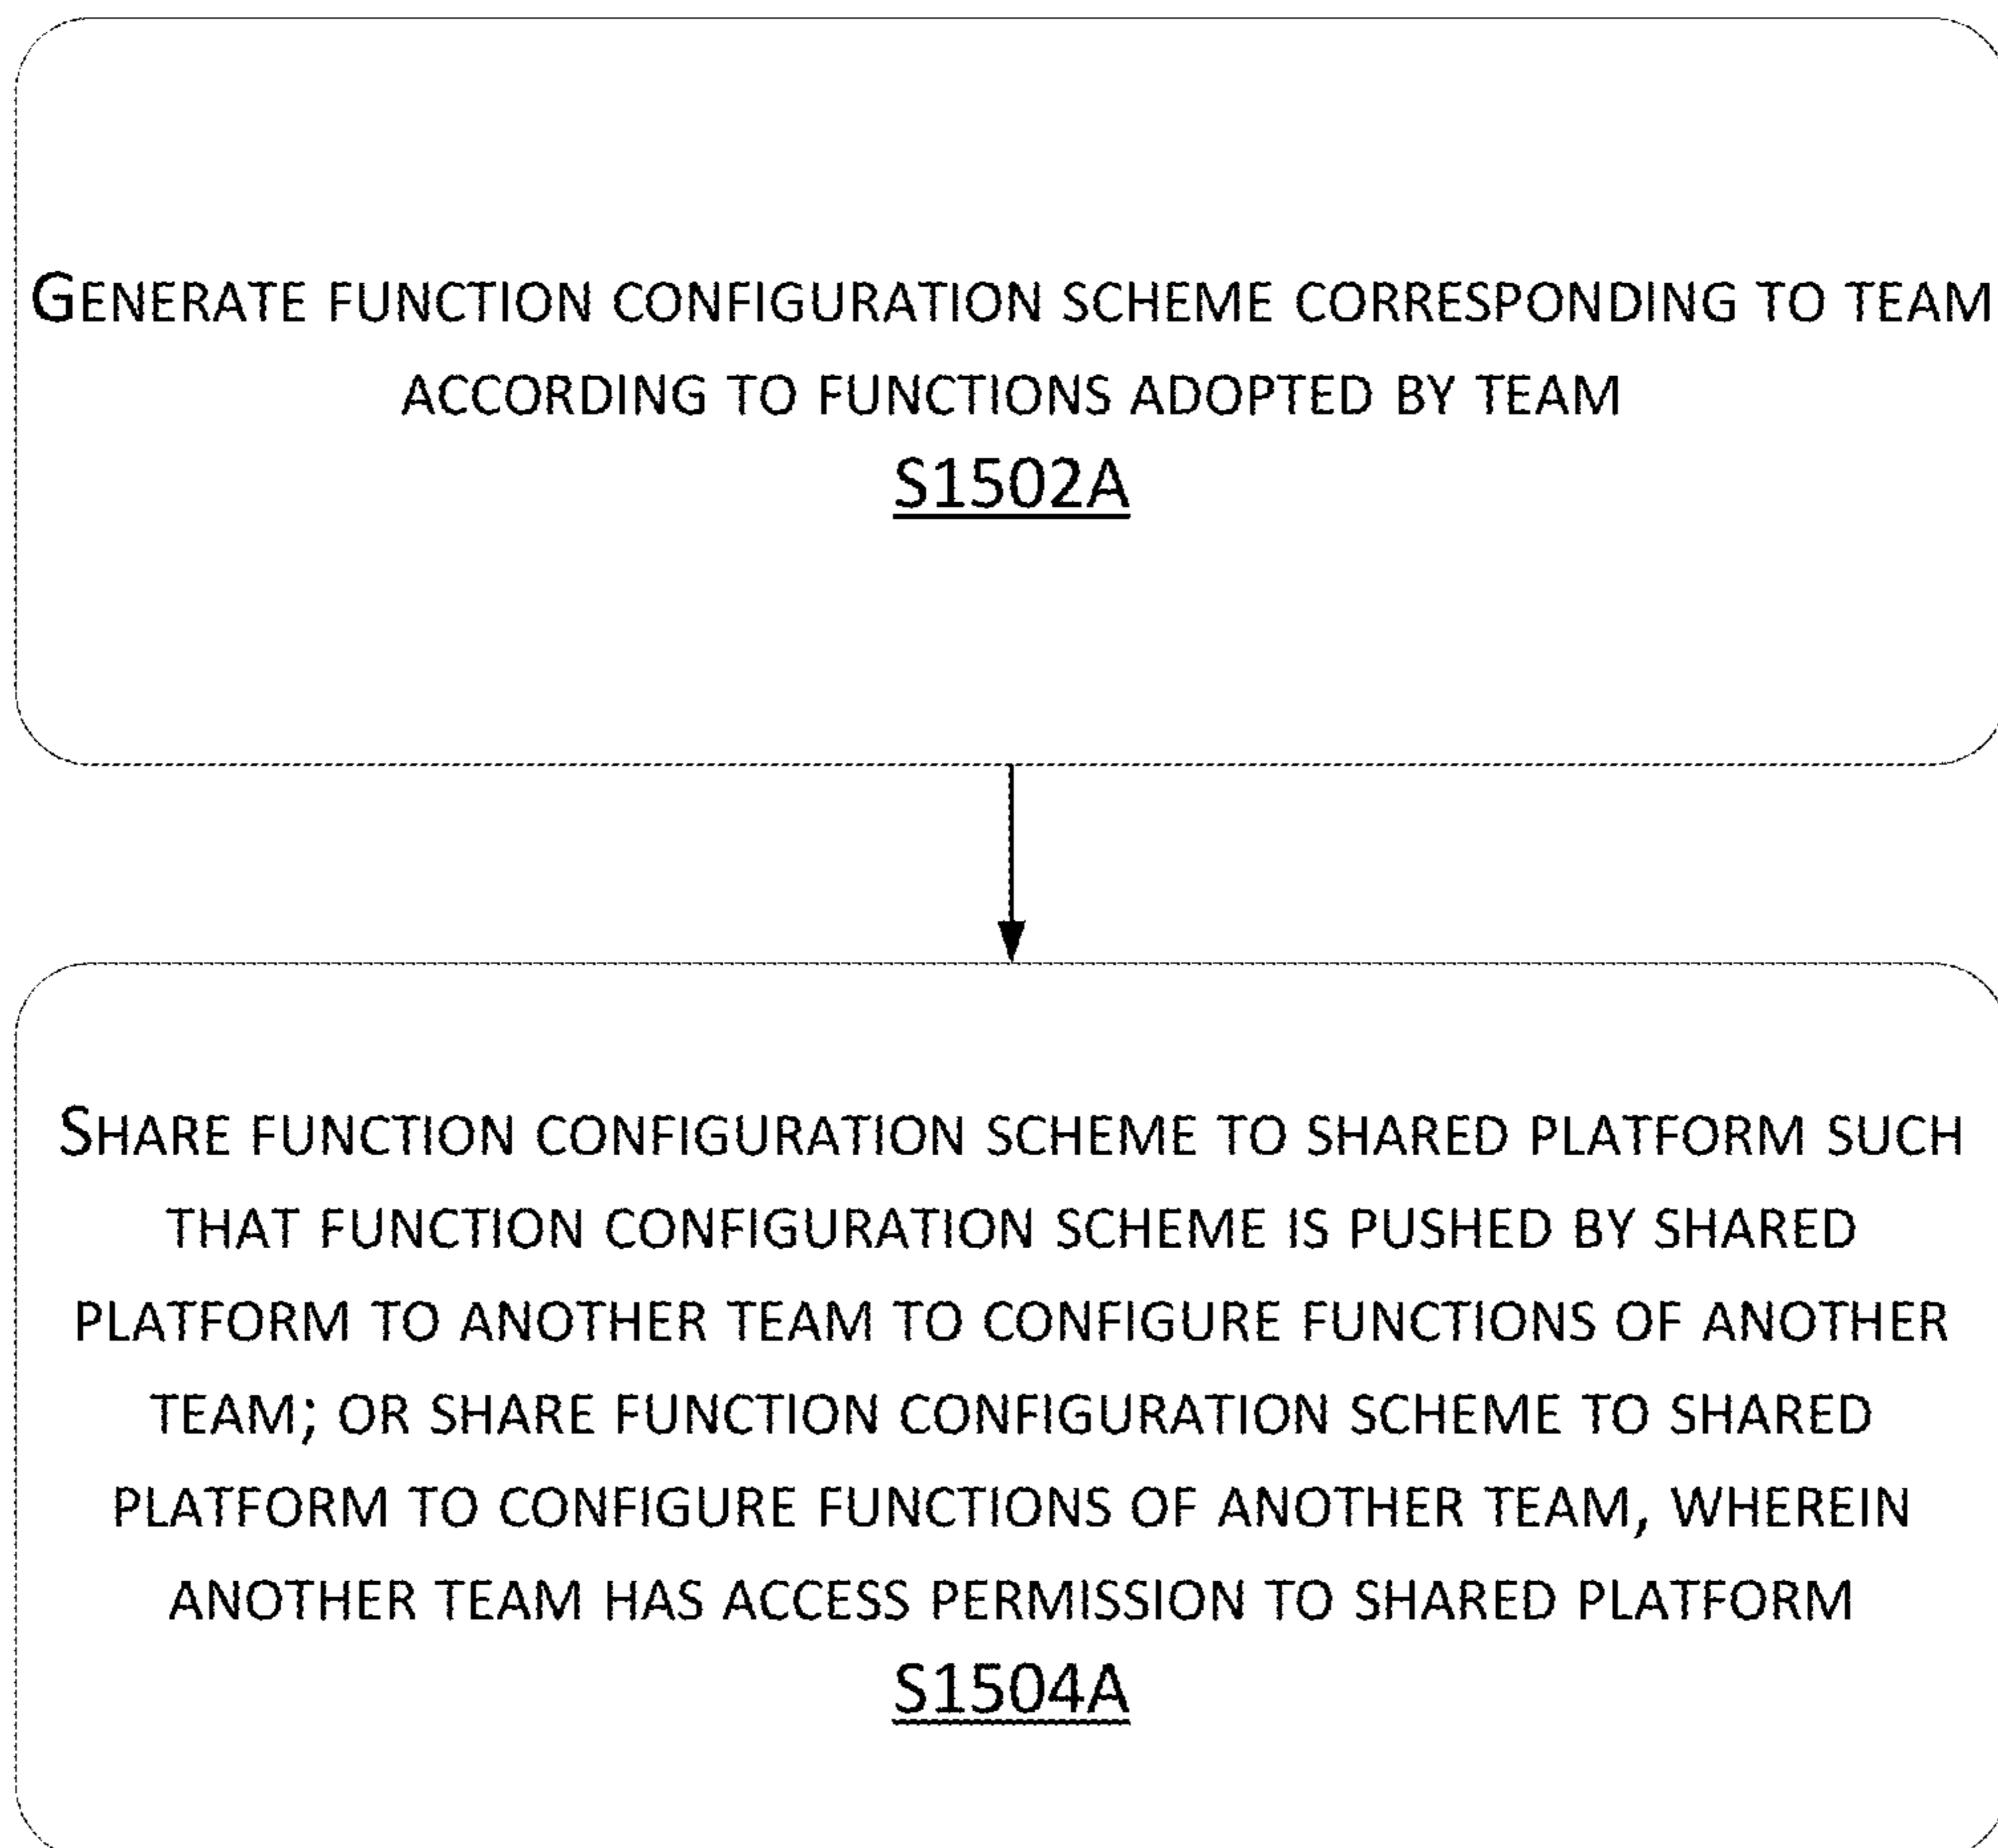 GENERATE FUNCTION CONFIGURATION SCHEME CORRESPONDING TO TEAM
ACCORDING TO FUNCTIONS ADOPTED BY TEAM
S1502A
SHARE FUNCTION CONFIGURATION SCHEME TO SHARED PLATFORM SUCH
THAT FUNCTION CONFIGURATION SCHEME IS PUSHED BY SHARED
PLATFORM TO ANOTHER TEAM TO CONFIGURE FUNCTIONS OF ANOTHER
TEAM; OR SHARE FUNCTION CONFIGURATION SCHEME TO SHARED
PLATFORM TO CONFIGURE FUNCTIONS OF ANOTHER TEAM, WHEREIN
ANOTHER TEAM HAS ACCESS PERMISSION TO SHARED PLATFORM
S1504A